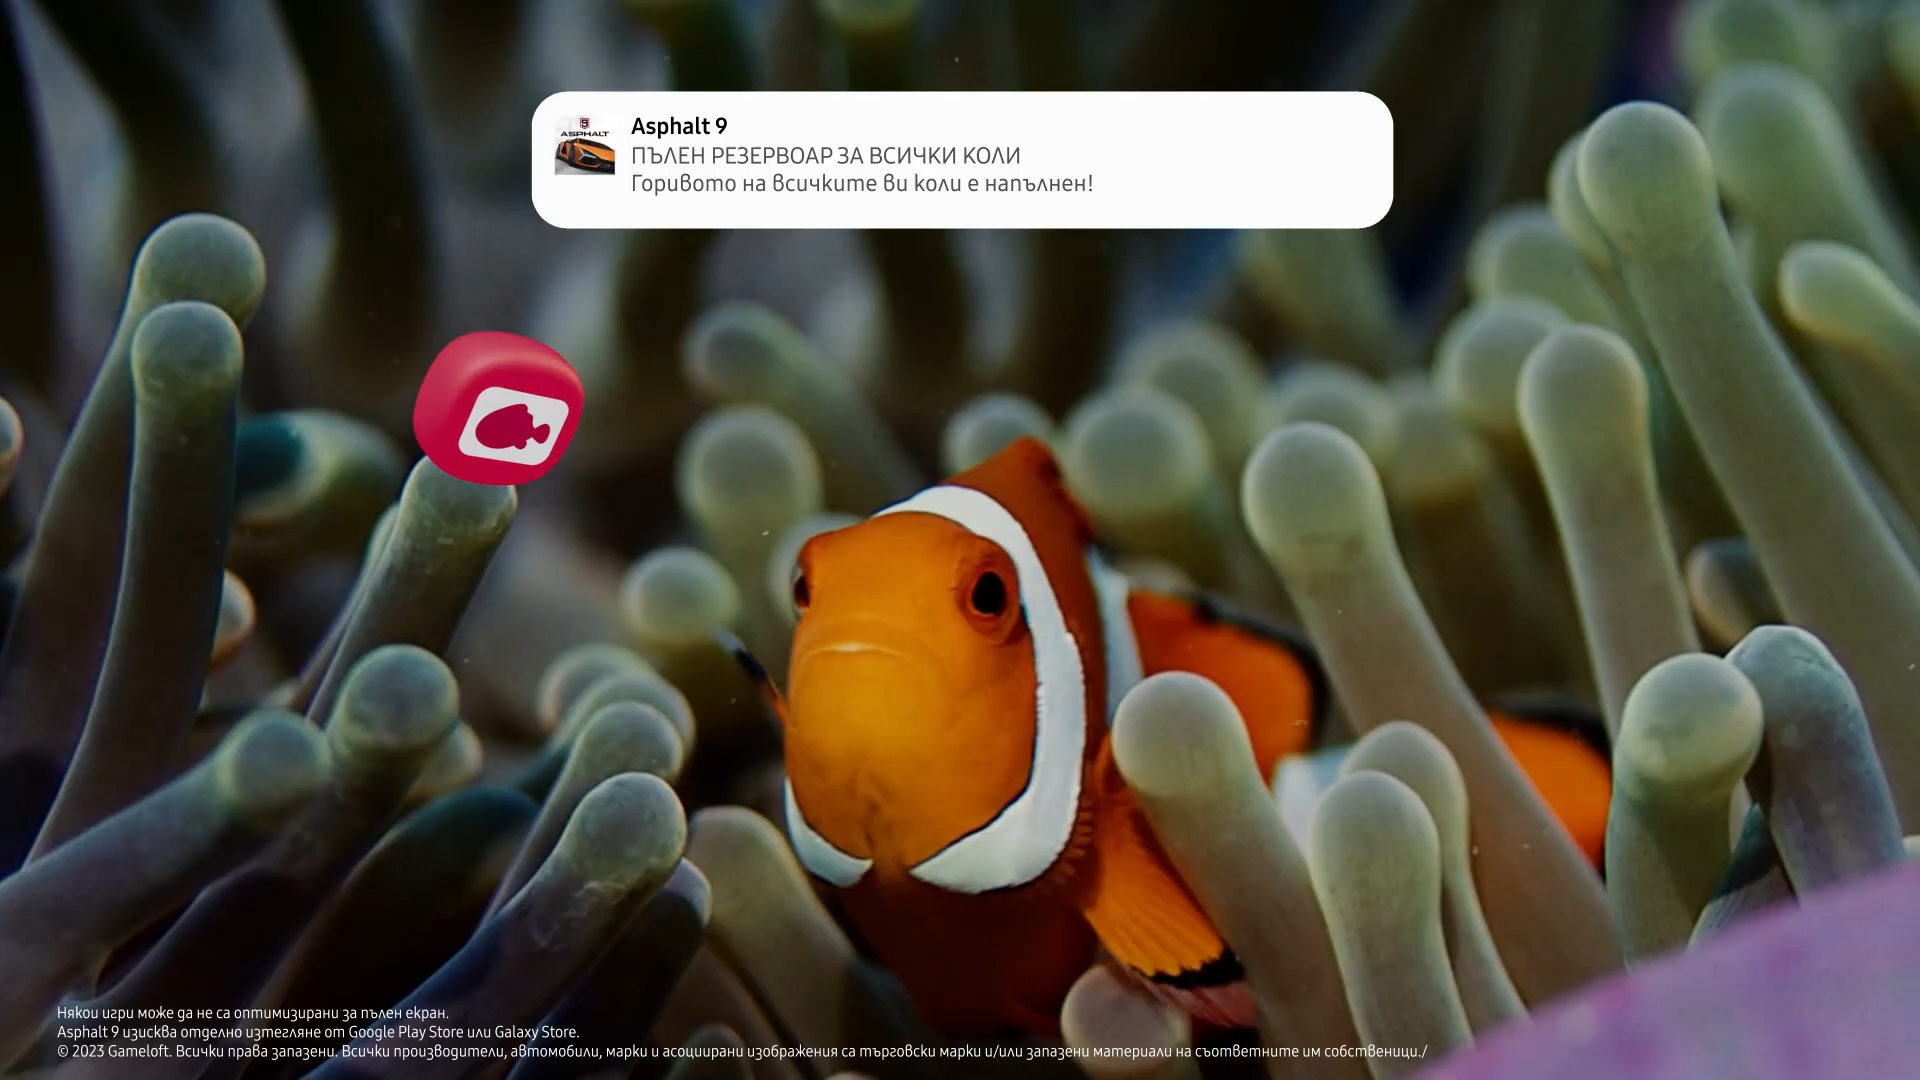 9
ASPHALT
Asphalt 9
ПЪЛЕН РЕЗЕРВОАР ЗА ВСИЧКИ КОЛИ
Горивото на всичките ви коли е напълнен!
Някои игри може да не са оптимизирани за пълен екран.
Asphalt 9 изисква отделно изтегляне от Google Play Store или Galaxy Store.
© 2023 Gameloft. Всички права запазени. Всички производители, автомобили, марки и асоциирани изображения са търговски марки и/или запазени материали на съответните им собственици./